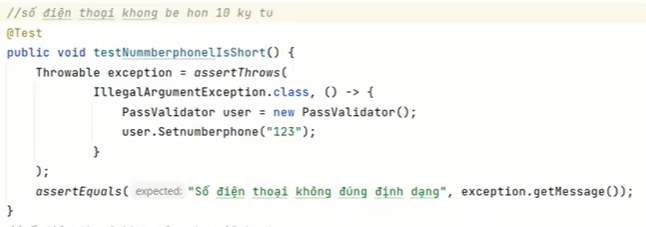 //số điện thoại khong be hon 10 ky tu
@Test
public void testNummberphonelIsShort() {
Throwable exception = assertThrows(
IllegalArgumentException.class, () -> {
PassValidator user = new PassValidator();
user.Setnumberphone("123");
}
);
assertEquals( expected: "Số điện thoại không đúng định dạng", exception.getMessage());
}